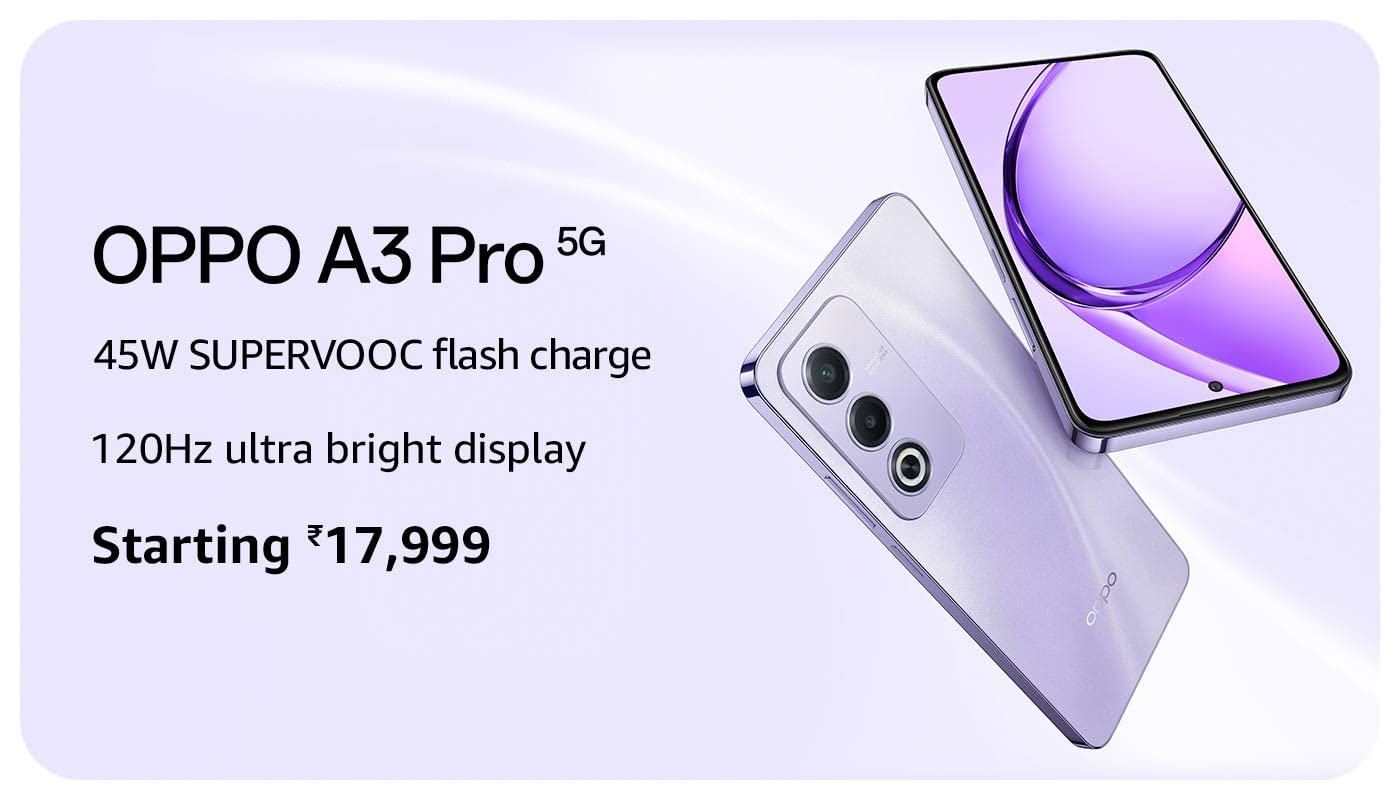 OPPO A3 Pro 5G
45W SUPERVOOC flash charge
120Hz ultra bright display
Starting ₹17,999
oppo